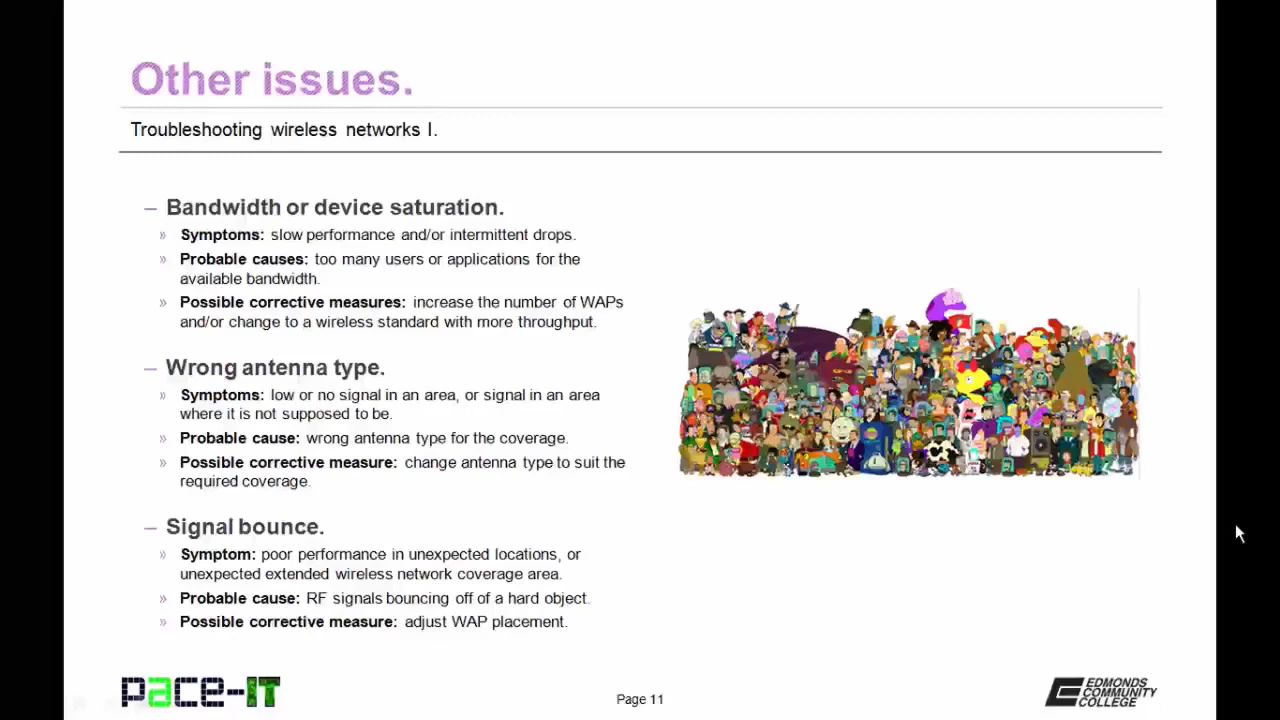 Other issues.
Troubleshooting wireless networks I.
– Bandwidth or device saturation.
» Symptoms: slow performance and/or intermittent drops.
» Probable causes: too many users or applications for the
available bandwidth.
» Possible corrective measures: increase the number of WAPs
and/or change to a wireless standard with more throughput.
– Wrong antenna type.
» Symptoms: low or no signal in an area, or signal in an area
where it is not supposed to be.
» Probable cause: wrong antenna type for the coverage.
» Possible corrective measure: change antenna type to suit the
required coverage.
– Signal bounce.
» Symptom: poor performance in unexpected locations, or
unexpected extended wireless network coverage area.
» Probable cause: RF signals bouncing off of a hard object.
» Possible corrective measure: adjust WAP placement.
pace-IT
Page 11
EDMONDS
COMMUNITY
COLLEGE